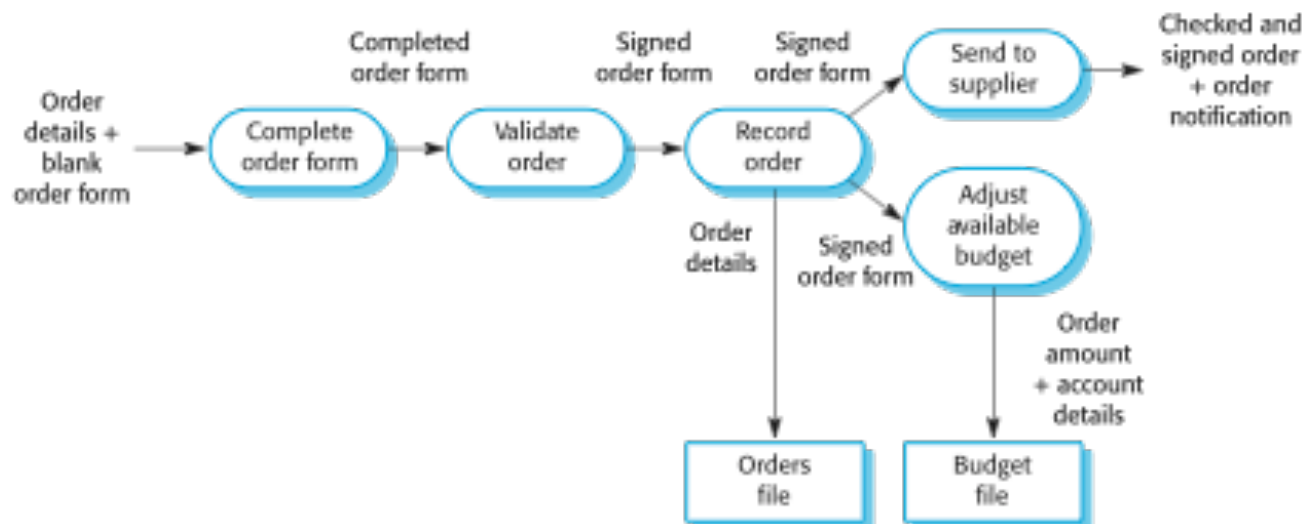 Completed
order form
Signed
order form
Signed
order form
Send to
supplier
Checked and
signed order
+ order
notification
Order
details +
blank
order form
Complete
order form
Validate
order
Record
order
Adjust
available
budget
Order
details
Signed
order form
Order
amount
+ account
details
Orders
file
Budget
file